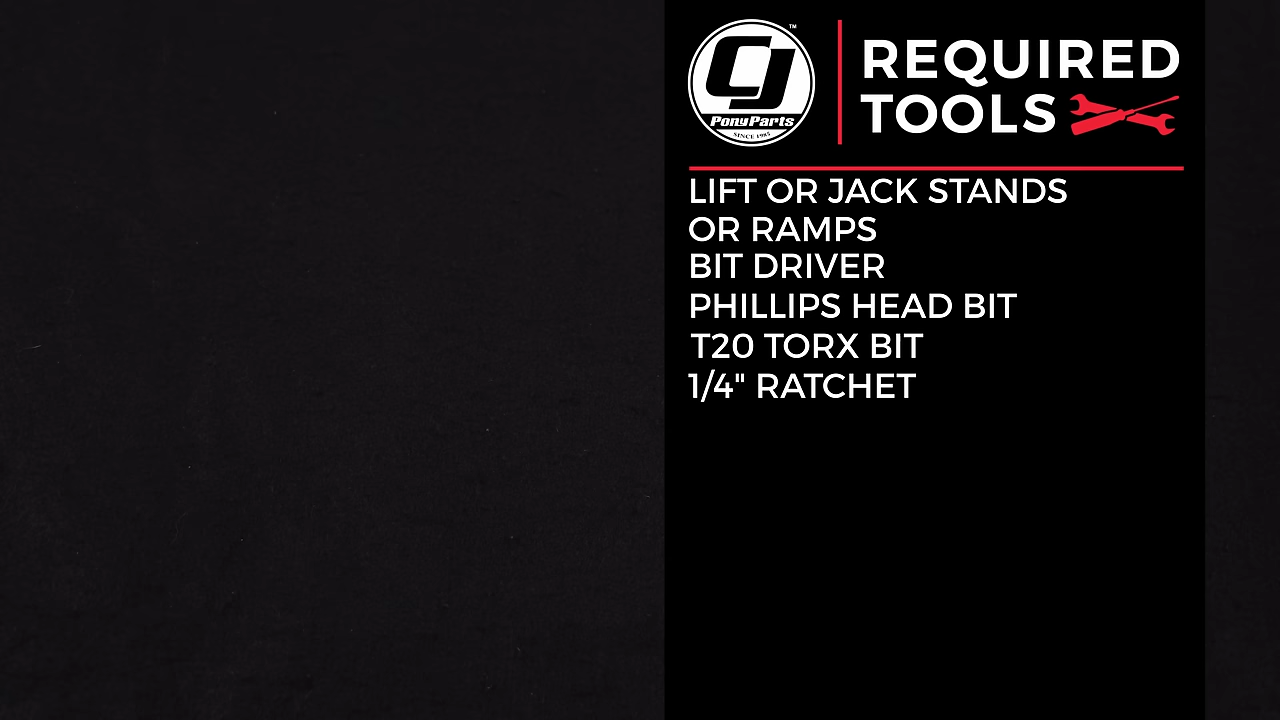 CJ
TM
PonyParts
SINCE 1985
REQUIRED
TOOLS
LIFT OR JACK STANDS
OR RAMPS
BIT DRIVER
PHILLIPS HEAD BIT
T20 TORX BIT
1/4" RATCHET